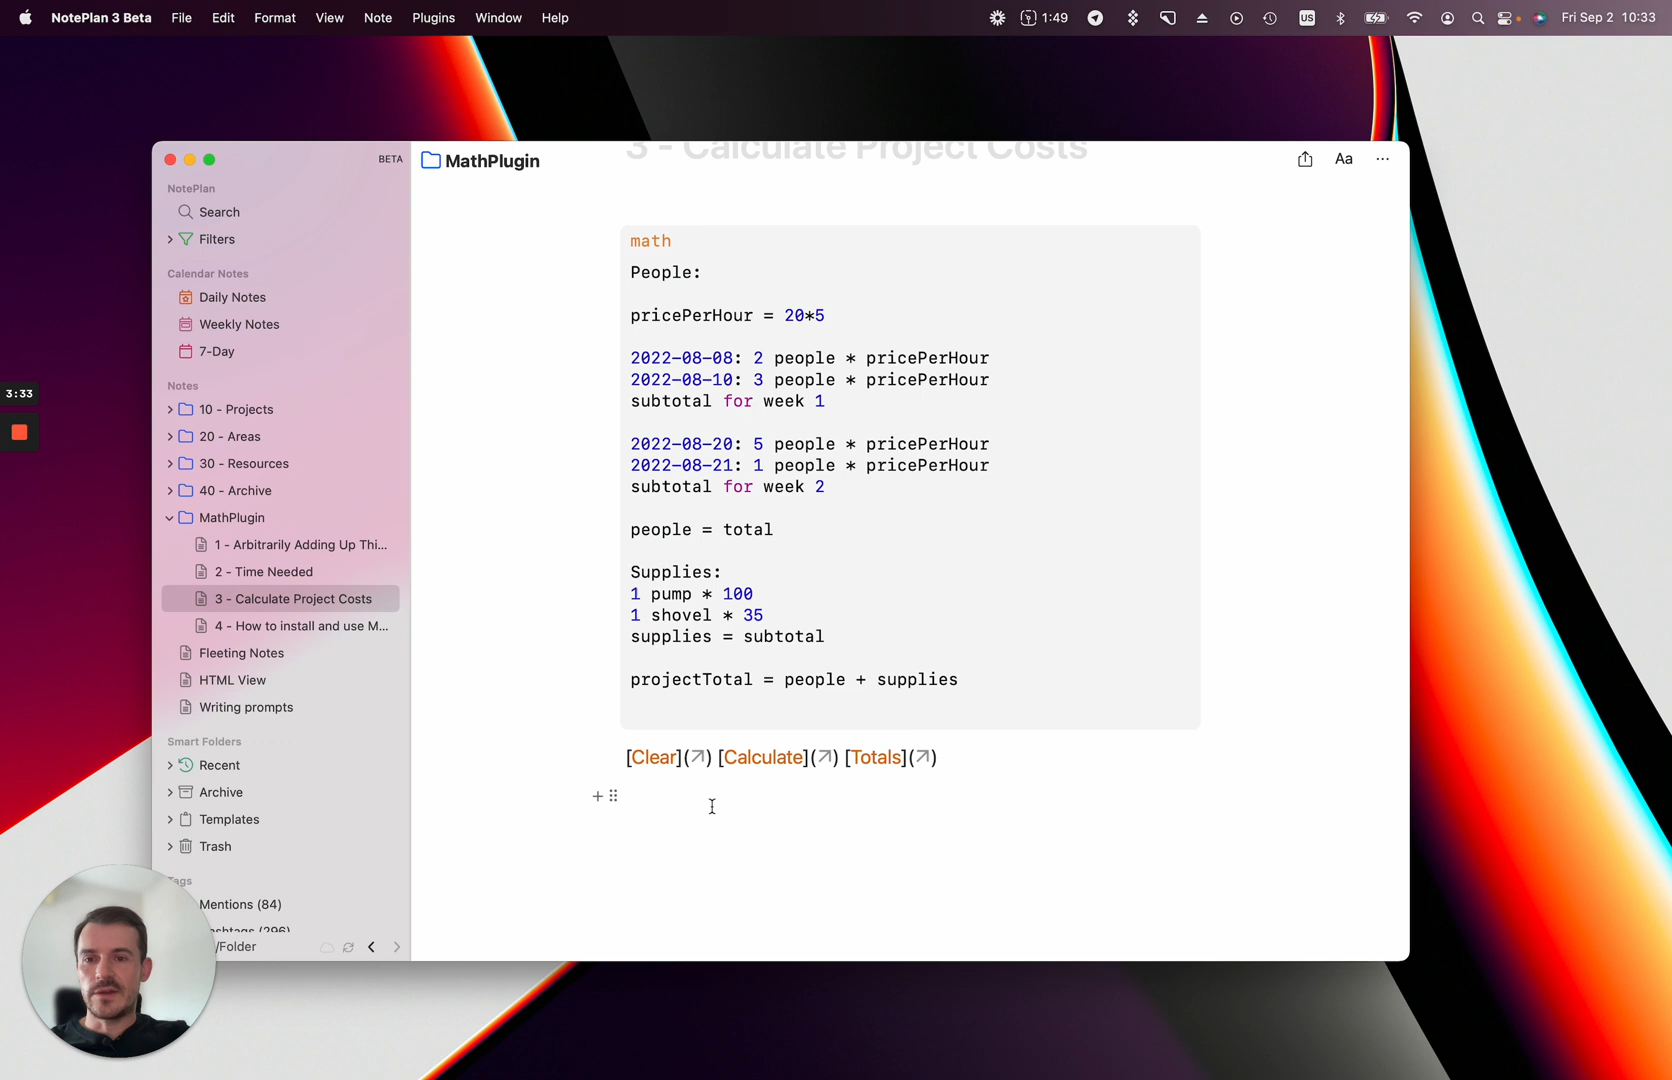 NotePlan 3 Beta File Edit Format View Note Plugins Window Help
1:49 US Fri Sep 2 10:33
3 - Calculate Project Costs
BETA
MathPlugin
Aa
NotePlan
Search
Filters
Calendar Notes
Daily Notes
Weekly Notes
7-Day
Notes
3:33
10 - Projects
20 - Areas
30 - Resources
40 - Archive
MathPlugin
1 - Arbitrarily Adding Up Thi...
2 - Time Needed
3 - Calculate Project Costs
4 - How to install and use M...
Fleeting Notes
HTML View
Writing prompts
Smart Folders
Recent
Archive
Templates
Trash
Tags
Mentions (84)
ashtags (296)
/Folder
math
People:
pricePerHour = 20*5
2022-08-08: 2 people * pricePerHour
2022-08-10: 3 people * pricePerHour
subtotal for week 1
2022-08-20: 5 people * pricePerHour
2022-08-21: 1 people * pricePerHour
subtotal for week 2
people = total
Supplies:
1 pump * 100
1 shovel * 35
supplies = subtotal
projectTotal = people + supplies
[Clear](↗) [Calculate](↗) [Totals](↗)